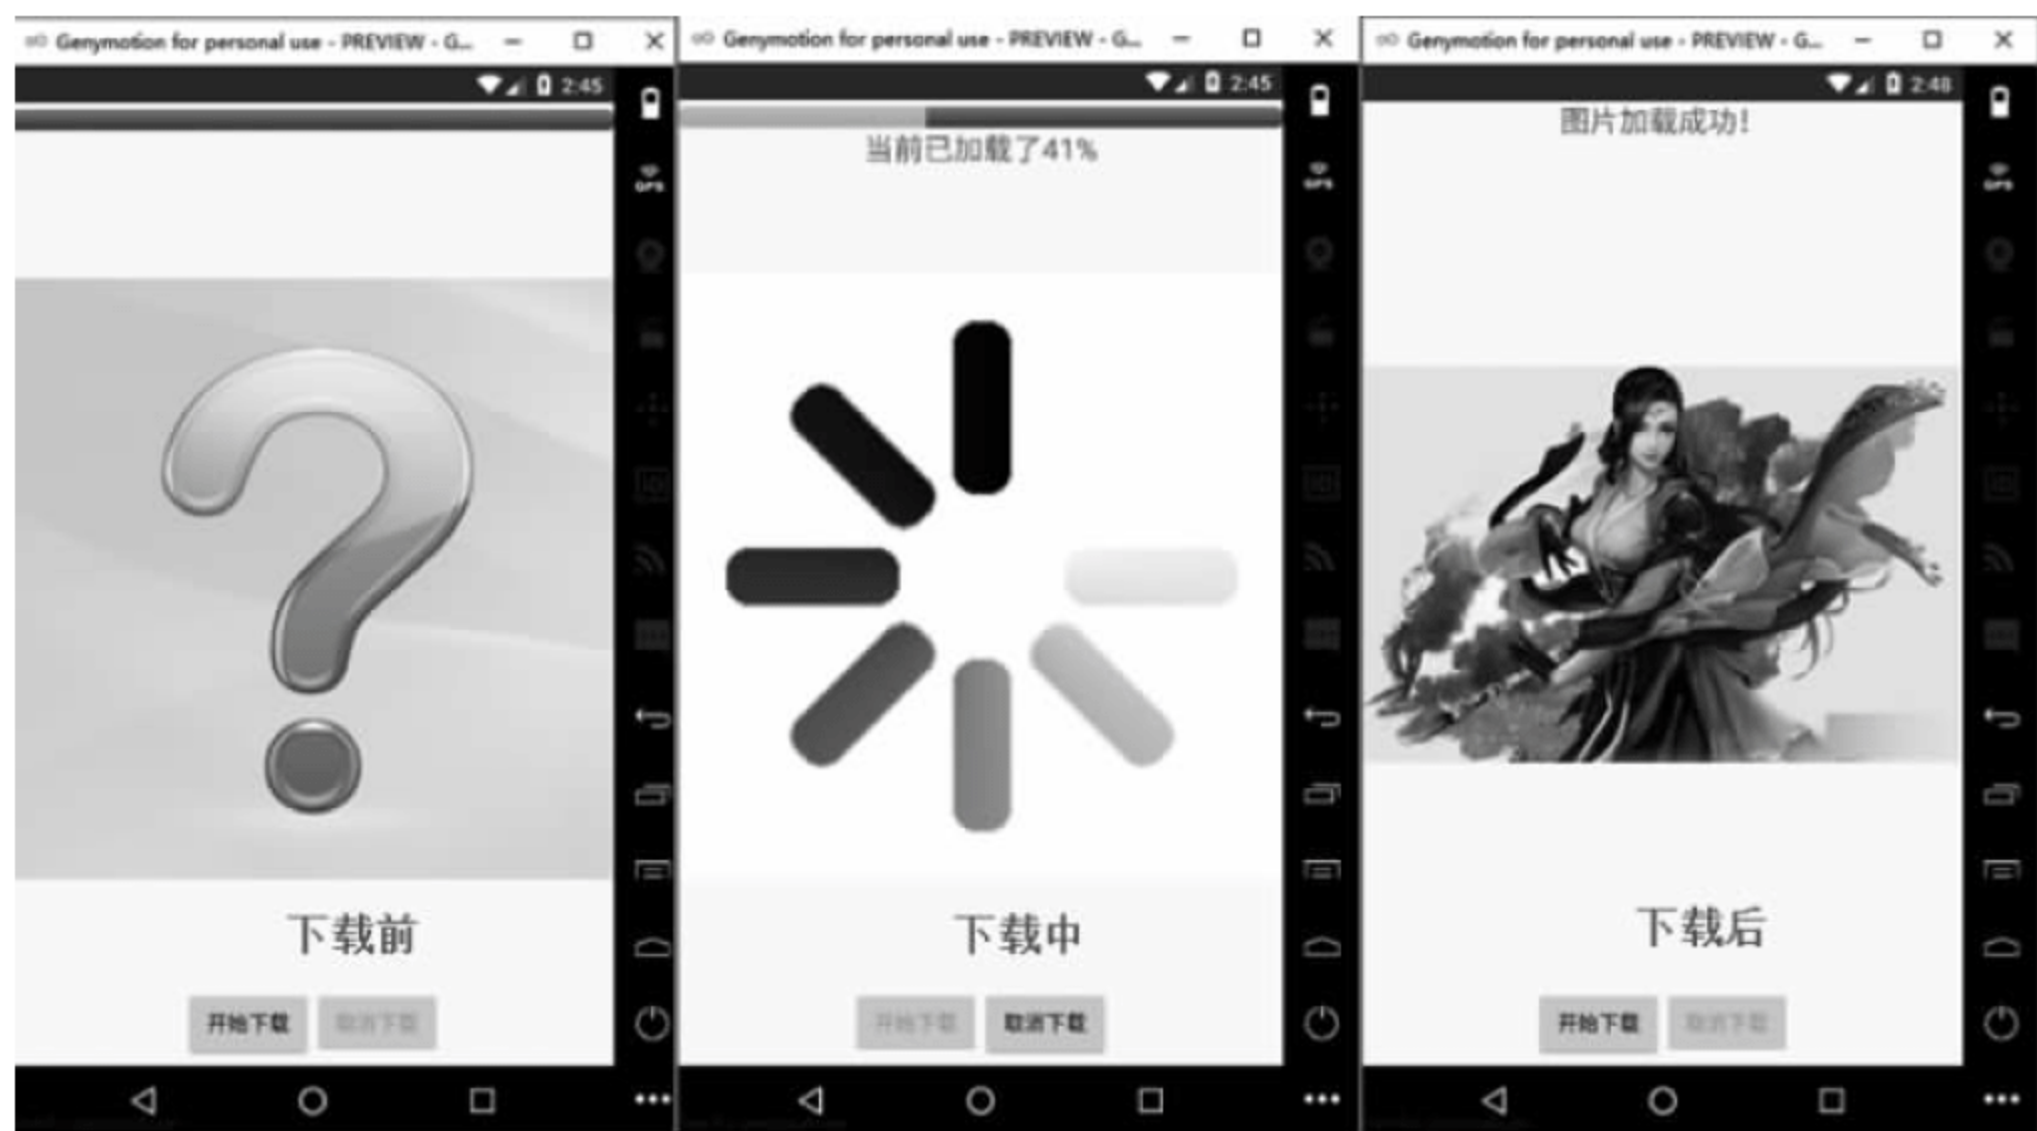 Genymotion for personal use - PREVIEW - G...
2:45
GPS
下载前
开始下载
取消下载
Genymotion for personal use - PREVIEW - G...
2:45
当前已加载了41%
GPS
下载中
开始下载
取消下载
Genymotion for personal use - PREVIEW - G...
2:48
图片加载成功!
GPS
下载后
开始下载
取消下载